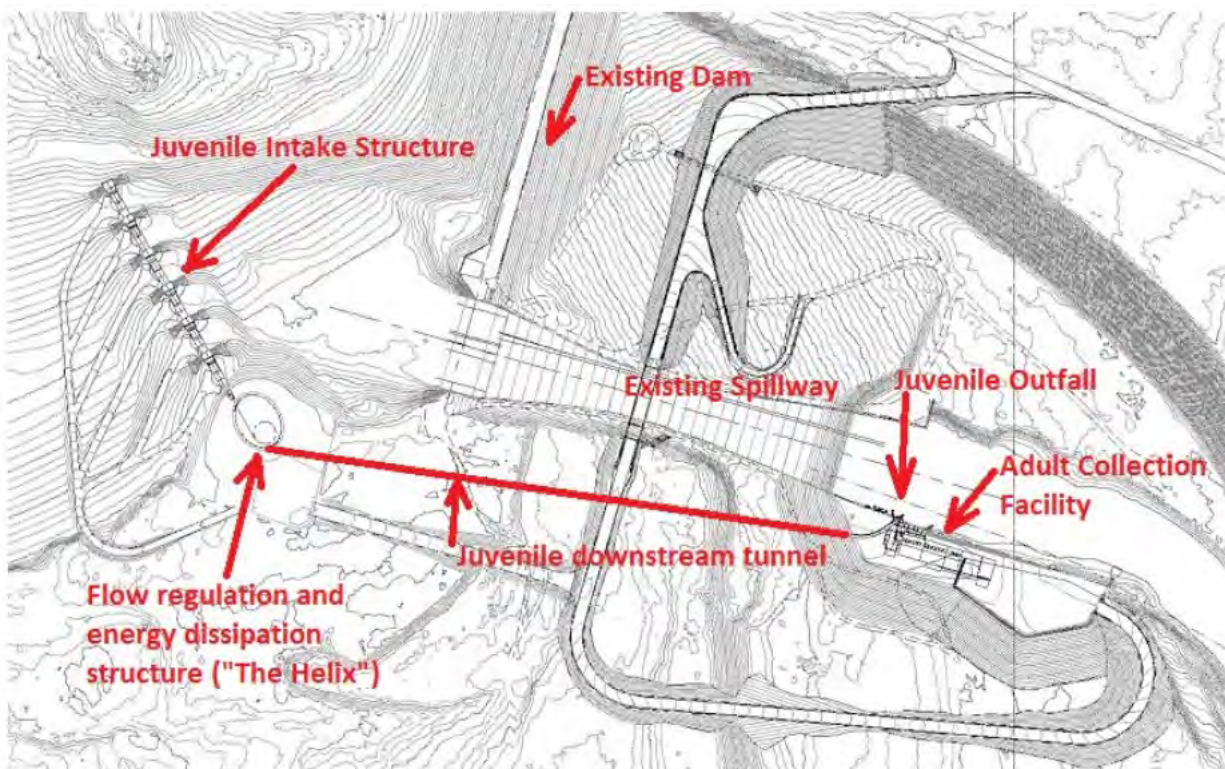 Existing Dam
Juvenile Intake Structure
Existing Spillway
Juvenile Outfall
Adult Collection
Facility
Juvenile downstream tunnel
Flow regulation and
energy dissipation
structure ("The Helix")